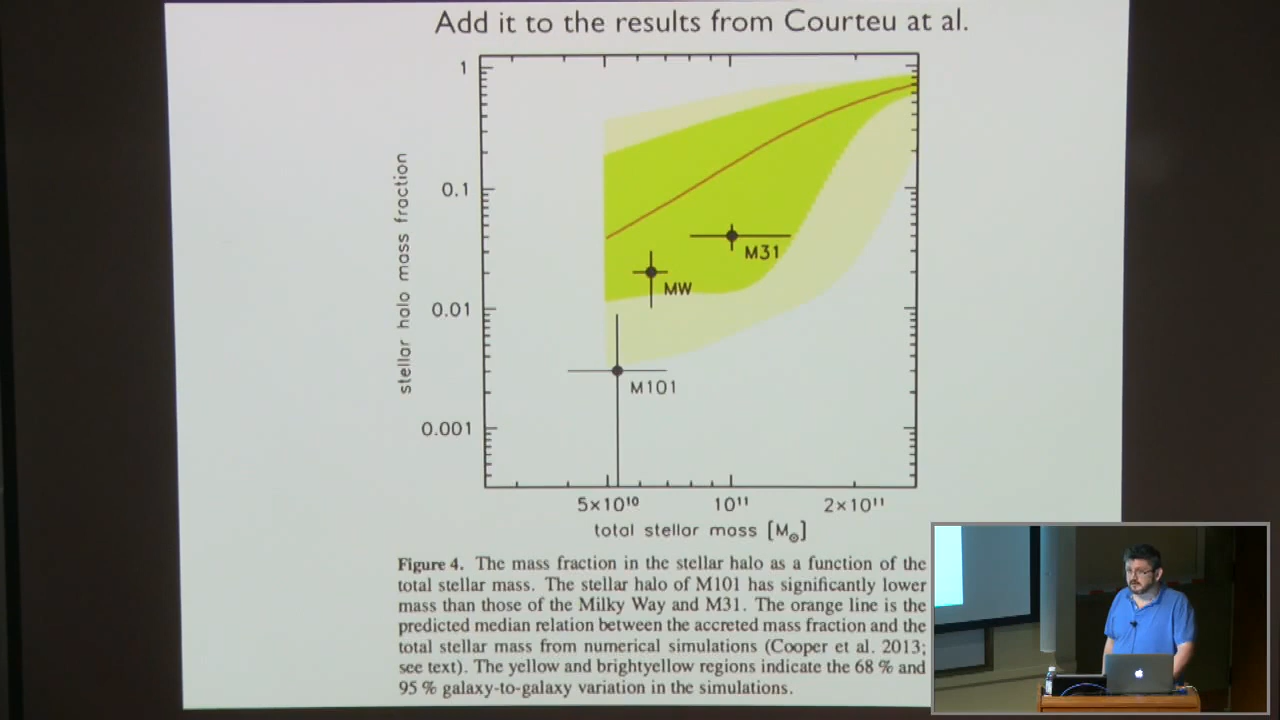 Add it to the results from Courteu at al.
1
0.1
0.01
0.001
stellar halo mass fraction
M31
MW
M101
5×10¹⁰
10¹¹
2×10¹¹
total stellar mass [M⊙]
Figure 4. The mass fraction in the stellar halo as a function of the
total stellar mass. The stellar halo of M101 has significantly lower
mass than those of the Milky Way and M31. The orange line is the
predicted median relation between the accreted mass fraction and the
total stellar mass from numerical simulations (Cooper et al. 2013;
see text). The yellow and brightyellow regions indicate the 68 % and
95 % galaxy-to-galaxy variation in the simulations.